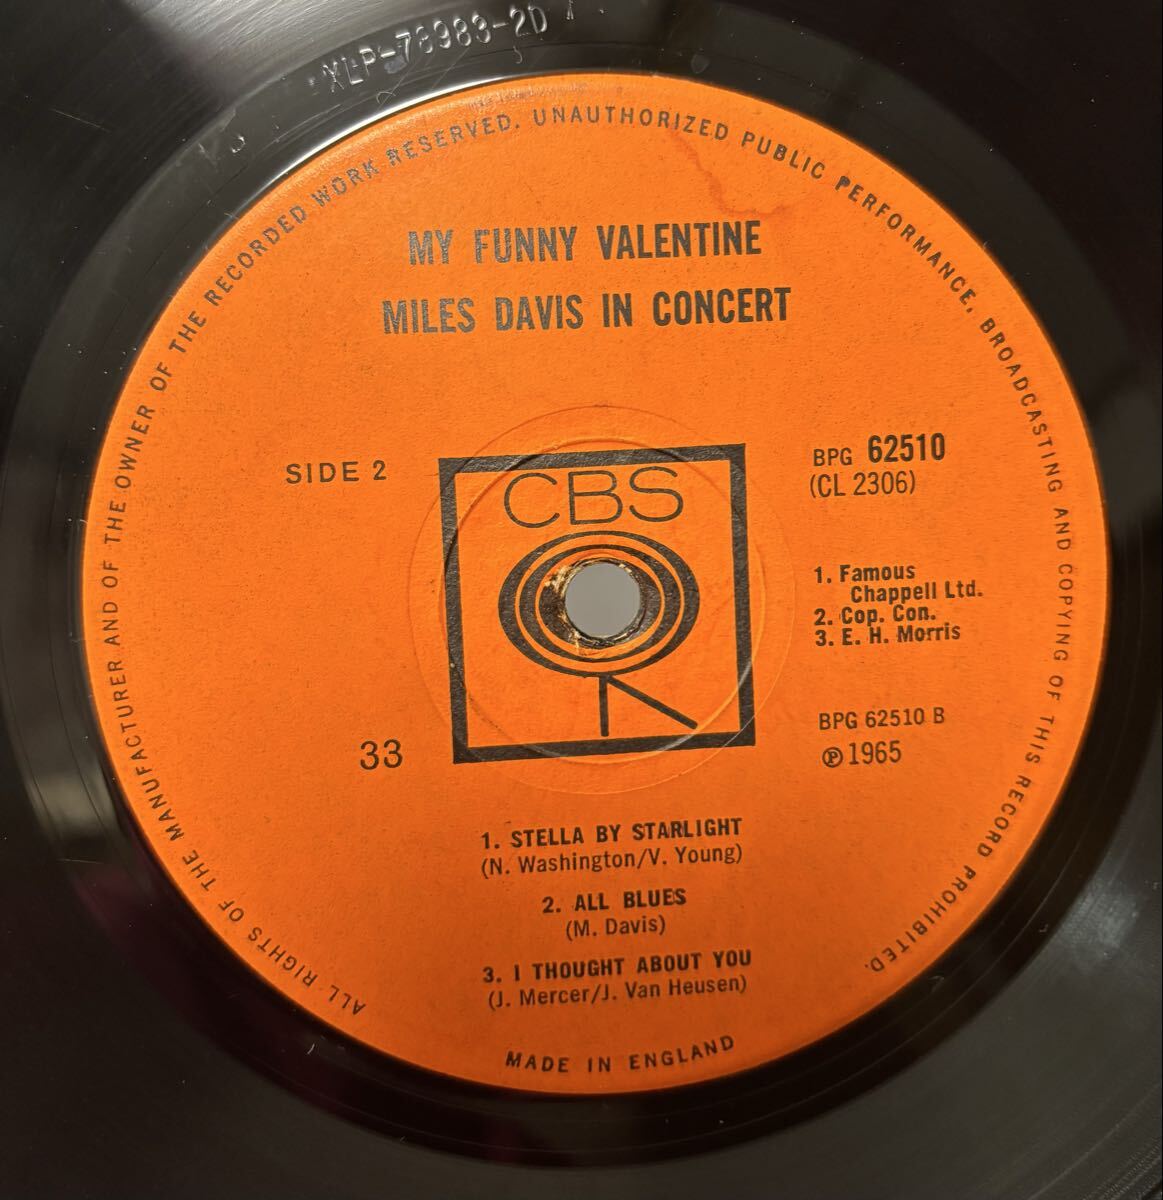 XLP-78983-2D
ALL RIGHTS OF THE MANUFACTURER AND OF THE OWNER OF THE RECORDED WORK RESERVED. UNAUTHORIZED PUBLIC PERFORMANCE, BROADCASTING AND COPYING OF THIS RECORD PROHIBITED.
MY FUNNY VALENTINE
MILES DAVIS IN CONCERT
SIDE 2
BPG 62510
(CL 2306)
CBS
1. Famous
Chappell Ltd.
2. Cop. Con.
3. E. H. Morris
33
BPG 62510 B
℗ 1965
1. STELLA BY STARLIGHT
(N. Washington/V. Young)
2. ALL BLUES
(M. Davis)
3. I THOUGHT ABOUT YOU
(J. Mercer/J. Van Heusen)
MADE IN ENGLAND